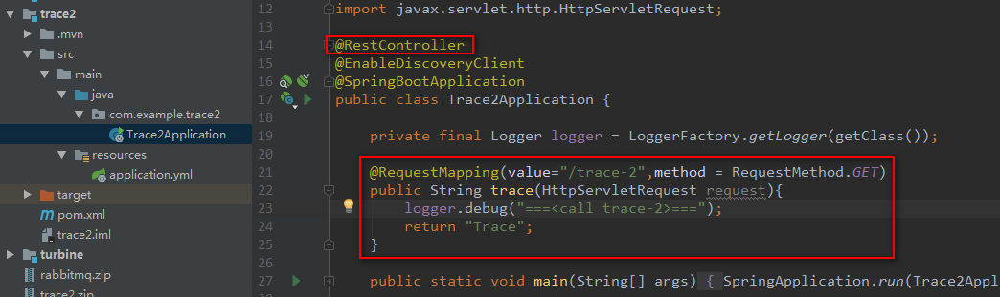 trace2
.mvn
src
main
java
com.example.trace2
Trace2Application
resources
application.yml
target
pom.xml
trace2.iml
turbine
rabbitmq.zip
trace2.zip
12 import javax.servlet.http.HttpServletRequest;
13
14 @RestController
15 @EnableDiscoveryClient
16 @SpringBootApplication
17 public class Trace2Application {
18
19 private final Logger logger = LoggerFactory.getLogger(getClass());
20
21 @RequestMapping(value="/trace-2",method = RequestMethod.GET)
22 public String trace(HttpServletRequest request){
23 logger.debug("===<call trace-2>===");
24 return "Trace";
25 }
26
27 public static void main(String[] args) { SpringApplication.run(Trace2Appl